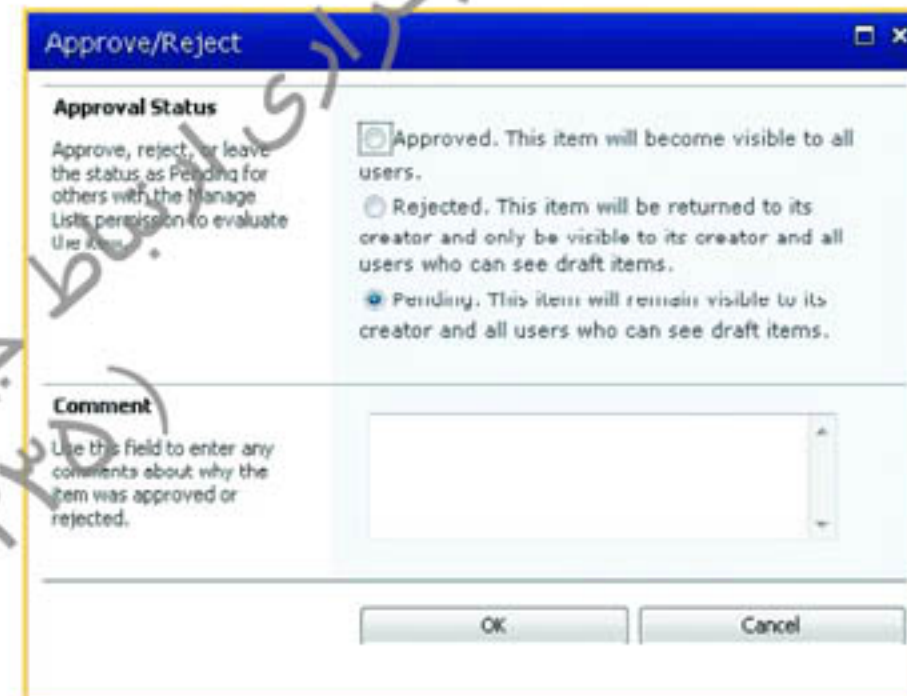 Approve/Reject
Approval Status
Approve, reject, or leave
the status as Pending for
others with the Manage
Lists permission to evaluate
the item.
Approved. This item will become visible to all
users.
Rejected. This item will be returned to its
creator and only be visible to its creator and all
users who can see draft items.
Pending. This item will remain visible to its
creator and all users who can see draft items.
Comment
Use this field to enter any
comments about why the
item was approved or
rejected.
OK
Cancel